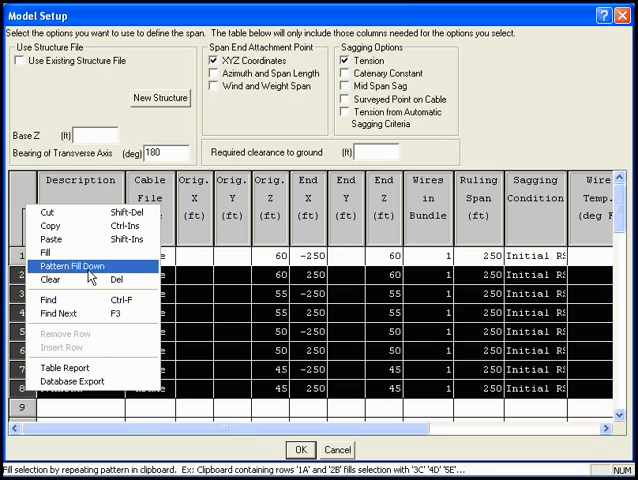 Model Setup
Select the options you want to use to define the span. The table below will only include those columns needed for the options you select.
Use Structure File
Use Existing Structure File
New Structure
Base Z (ft)
Bearing of Transverse Axis (deg) 180
Span End Attachment Point
XYZ Coordinates
Azimuth and Span Length
Wind and Weight Span
Sagging Options
Tension
Catenary Constant
Mid Span Sag
Surveyed Point on Cable
Tension from Automatic
Sagging Criteria
Required clearance to ground (ft)
Description Cable Orig. Orig. Orig. End End End Wires Ruling Sagging Wire
File X Y Z X Y Z in Span Condition Temp.
(ft) (ft) (ft) (ft) (ft) (ft) Bundle (ft) (deg F
1 60 -250 60 1 250 Initial RS
2 60 250 60 1 250 Initial RS
3 55 -250 55 1 250 Initial RS
4 55 250 55 1 250 Initial RS
5 50 -250 50 1 250 Initial RS
6 50 250 50 1 250 Initial RS
7 45 -250 45 1 250 Initial RS
8 45 250 45 1 250 Initial RS
9
Cut Shift-Del
Copy Ctrl-Ins
Paste Shift-Ins
Fill
Pattern Fill Down
Clear Del
Find Ctrl-F
Find Next F3
Remove Row
Insert Row
Table Report
Database Export
OK Cancel
Fill selection by repeating pattern in clipboard. Ex: Clipboard containing rows '1A' and '2B' fills selection with '3C' '4D' '5E'...
NUM